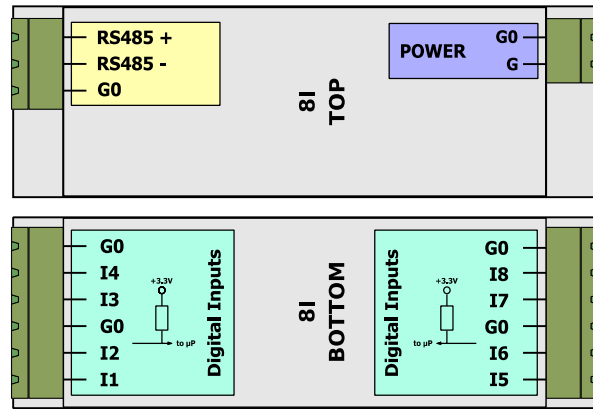 RS485 +
RS485 -
G0
8I
TOP
POWER
G0
G
G0
I4
I3
G0
I2
I1
+3.3V
to µP
Digital Inputs
8I
BOTTOM
Digital Inputs
+3.3V
to µP
G0
I8
I7
G0
I6
I5